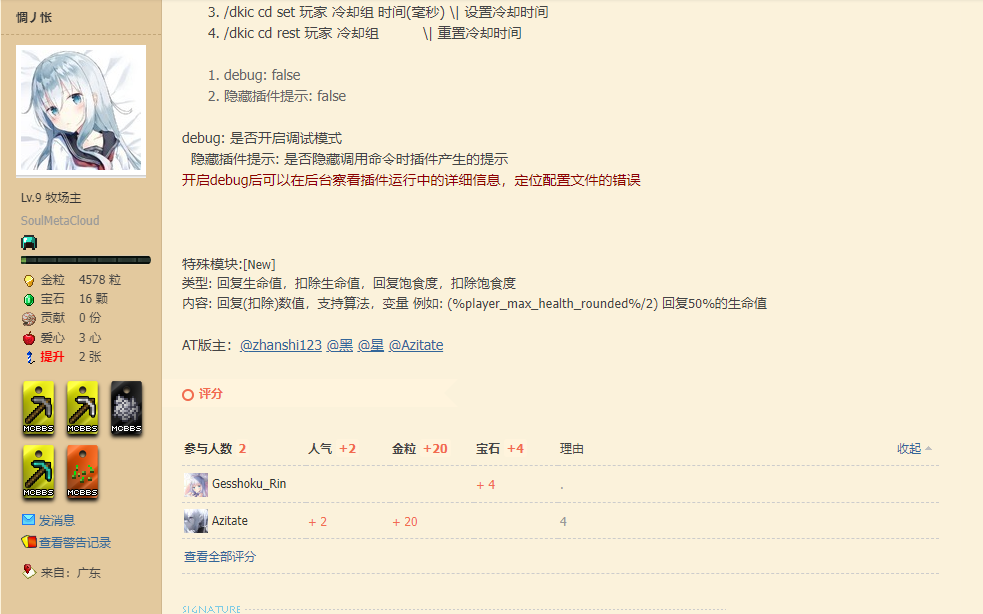 惆丿怅
Lv.9 牧场主
SoulMetaCloud
金粒 4578 粒
宝石 16 颗
贡献 0 份
爱心 3 心
提升 2 张
MCBBS MCBBS MCBBS
MCBBS MCBBS
发消息
查看警告记录
来自：广东
3. /dkic cd set 玩家 冷却组 时间(毫秒) \| 设置冷却时间
4. /dkic cd rest 玩家 冷却组 \| 重置冷却时间
1. debug: false
2. 隐藏插件提示: false
debug: 是否开启调试模式
隐藏插件提示: 是否隐藏调用命令时插件产生的提示
开启debug后可以在后台察看插件运行中的详细信息，定位配置文件的错误
特殊模块:[New]
类型: 回复生命值，扣除生命值，回复饱食度，扣除饱食度
内容: 回复(扣除)数值，支持算法，变量 例如: (%player_max_health_rounded%/2) 回复50%的生命值
AT版主：@zhanshi123 @黑 @星 @Azitate
评分
参与人数 2 人气 +2 金粒 +20 宝石 +4 理由 收起
Gesshoku_Rin + 4 .
Azitate + 2 + 20 4
查看全部评分
SIGNATURE